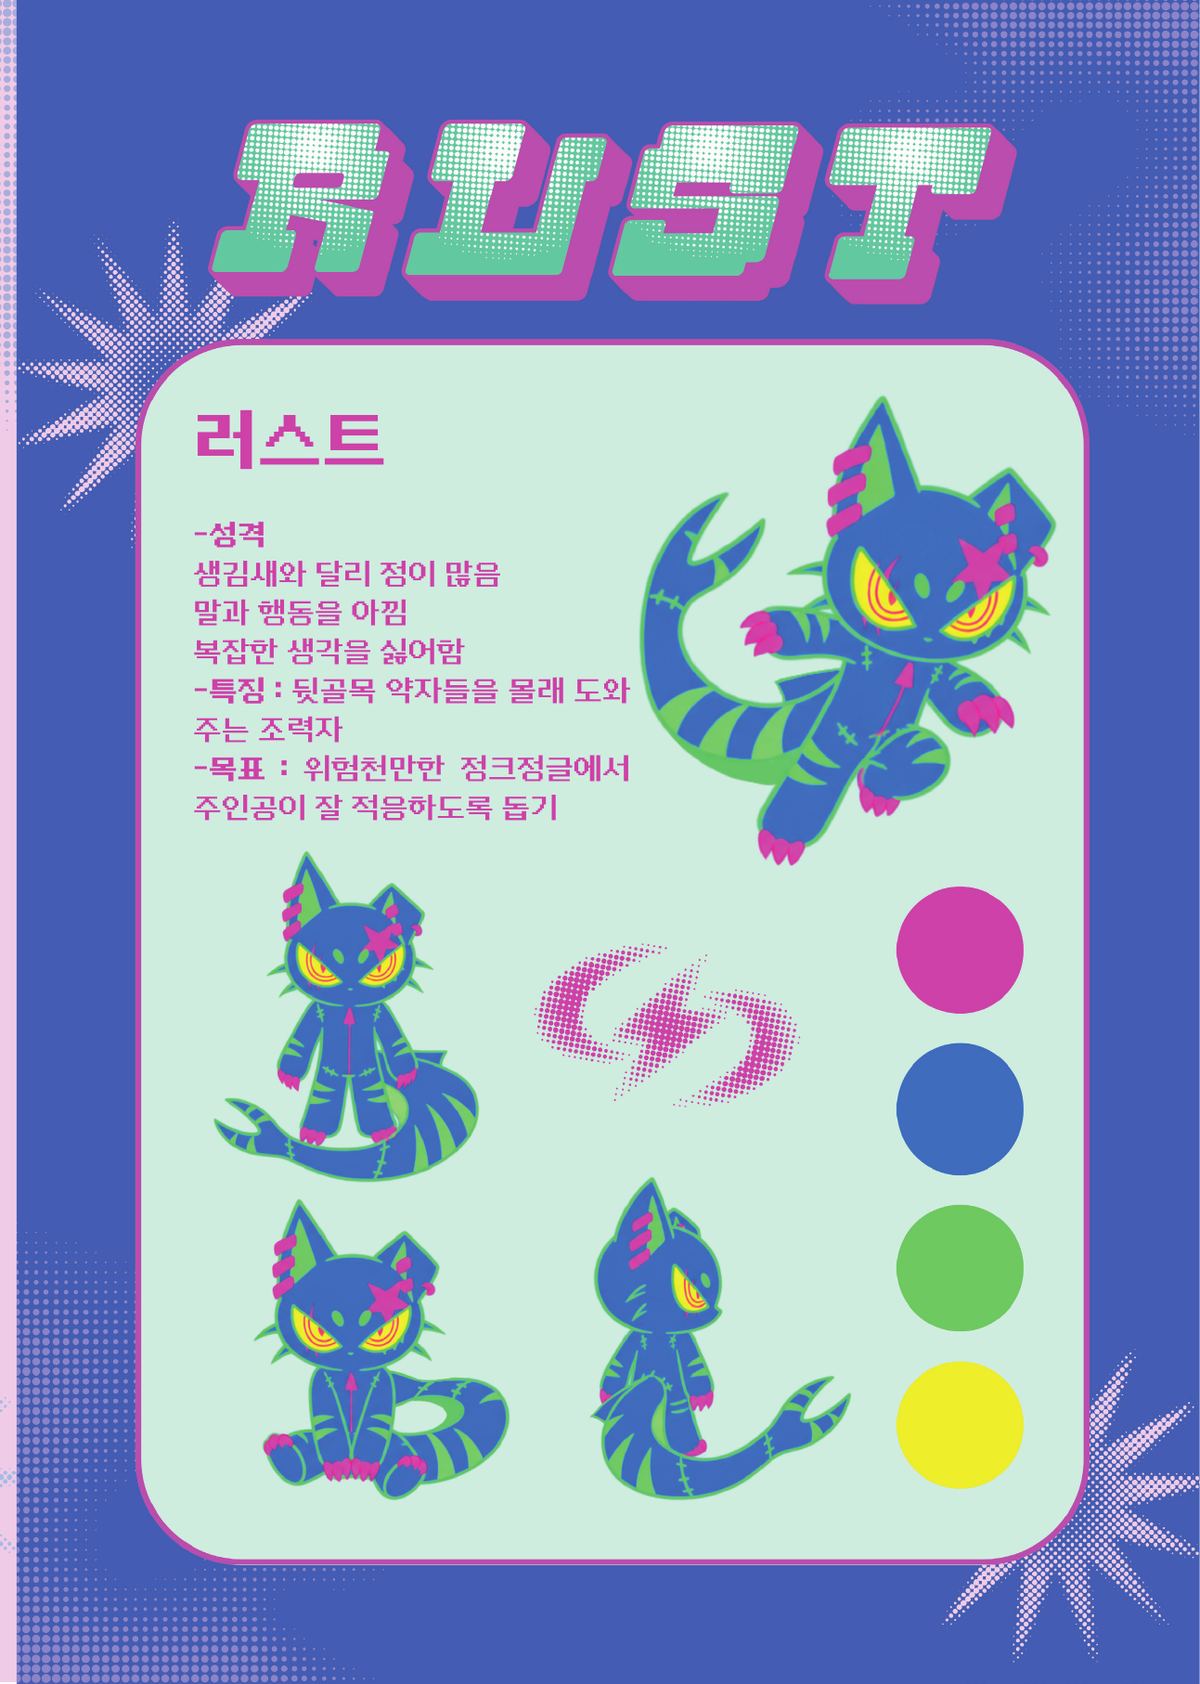 RUST
러스트
-성격
생김새와 달리 정이 많음
말과 행동을 아낌
복잡한 생각을 싫어함
-특징 : 뒷골목 약자들을 몰래 도와
주는 조력자
-목표 : 위험천만한 정크정글에서
주인공이 잘 적응하도록 돕기